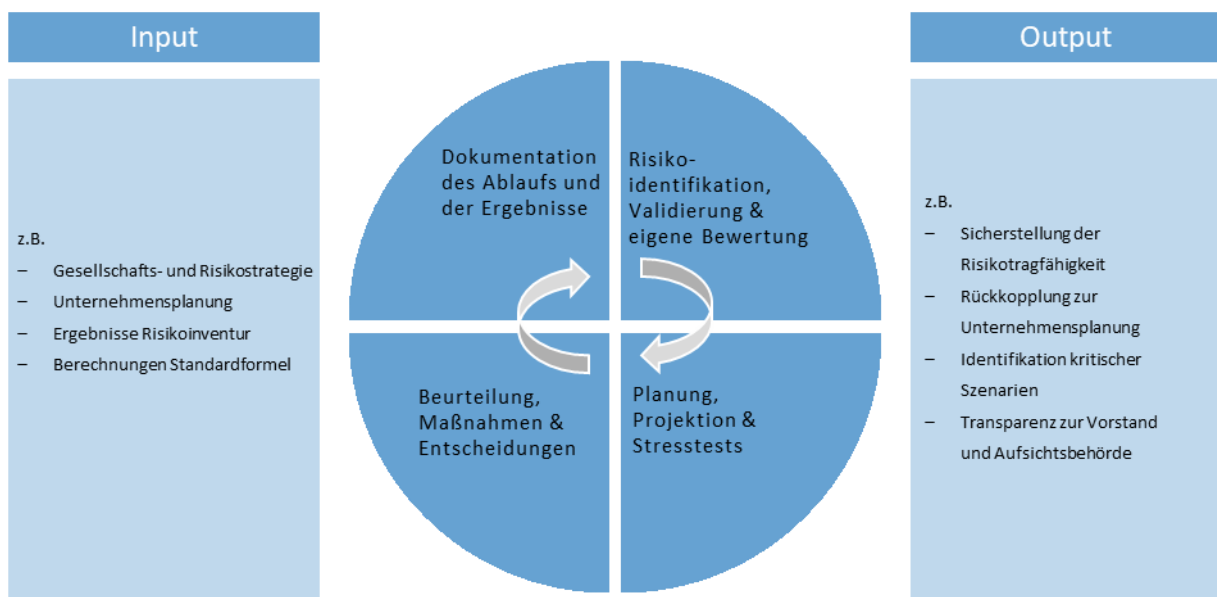 Input
z.B.
– Gesellschafts- und Risikostrategie
– Unternehmensplanung
– Ergebnisse Risikoinventur
– Berechnungen Standardformel
Dokumentation
des Ablaufs und
der Ergebnisse
Risiko-
identifikation,
Validierung &
eigene Bewertung
Beurteilung,
Maßnahmen &
Entscheidungen
Planung,
Projektion &
Stresstests
Output
z.B.
– Sicherstellung der
Risikotragfähigkeit
– Rückkopplung zur
Unternehmensplanung
– Identifikation kritischer
Szenarien
– Transparenz zur Vorstand
und Aufsichtsbehörde